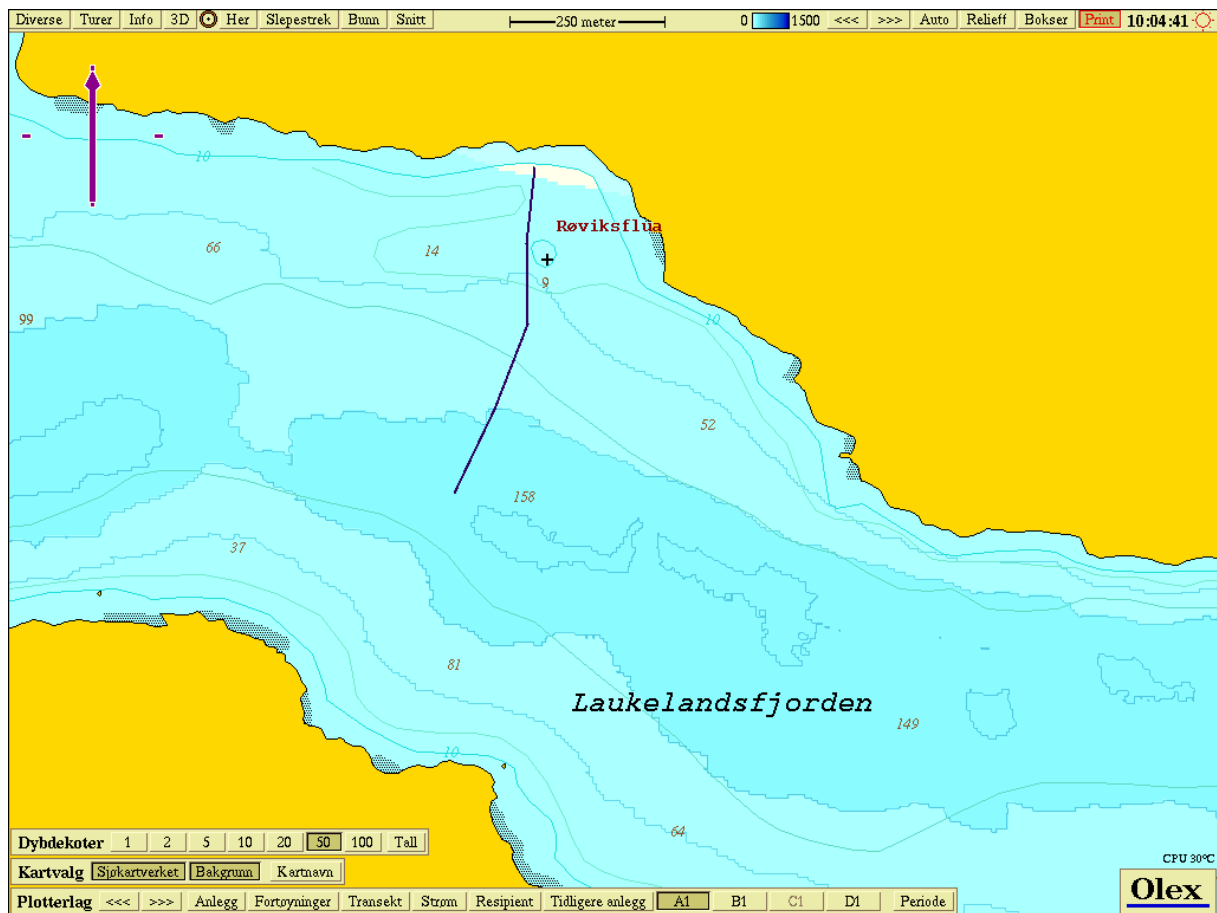 Diverse Turer Info 3D Her Slepestrek Bunn Snitt 250 meter 0 1500 <<< >>> Auto Relieff Bokser Print 10:04:41
10
Røviksflua
66
14
9
99
10
52
158
37
81
Laukelandsfjorden
149
10
64
Dybdekoter 1 2 5 10 20 50 100 Tall
CPU 30°C
Kartvalg Sjøkartverket Bakgrunn Kartnavn
Olex
Plotterlag <<< >>> Anlegg Fortøyninger Transekt Strøm Resipient Tidligere anlegg A1 B1 C1 D1 Periode